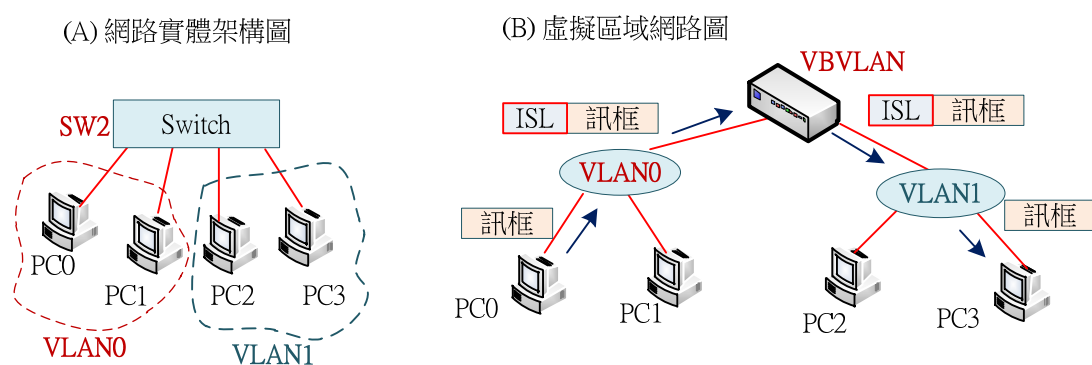 (A) 網路實體架構圖
SW2
Switch
PC0
PC1
PC2
PC3
VLAN0
VLAN1
(B) 虛擬區域網路圖
VBVLAN
ISL 訊框
ISL 訊框
VLAN0
VLAN1
訊框
訊框
PC0
PC1
PC2
PC3